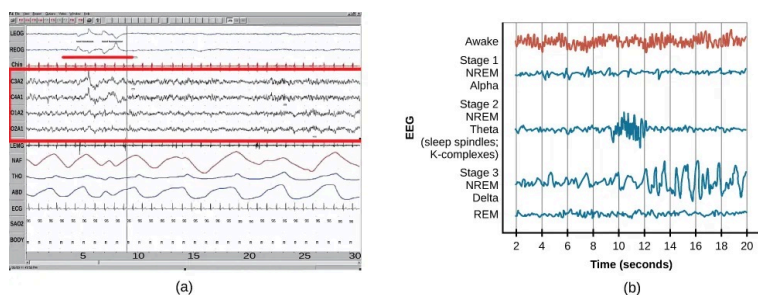 LEOG
REOG
Chin
C3A2
C4A1
O1A2
O2A1
LEMG
NAF
THO
ABD
ECG
SAO2
BODY
5 10 15 20 25 30
(a)
EEG
Awake
Stage 1
NREM
Alpha
Stage 2
NREM
Theta
(sleep spindles;
K-complexes)
Stage 3
NREM
Delta
REM
2 4 6 8 10 12 14 16 18 20
Time (seconds)
(b)